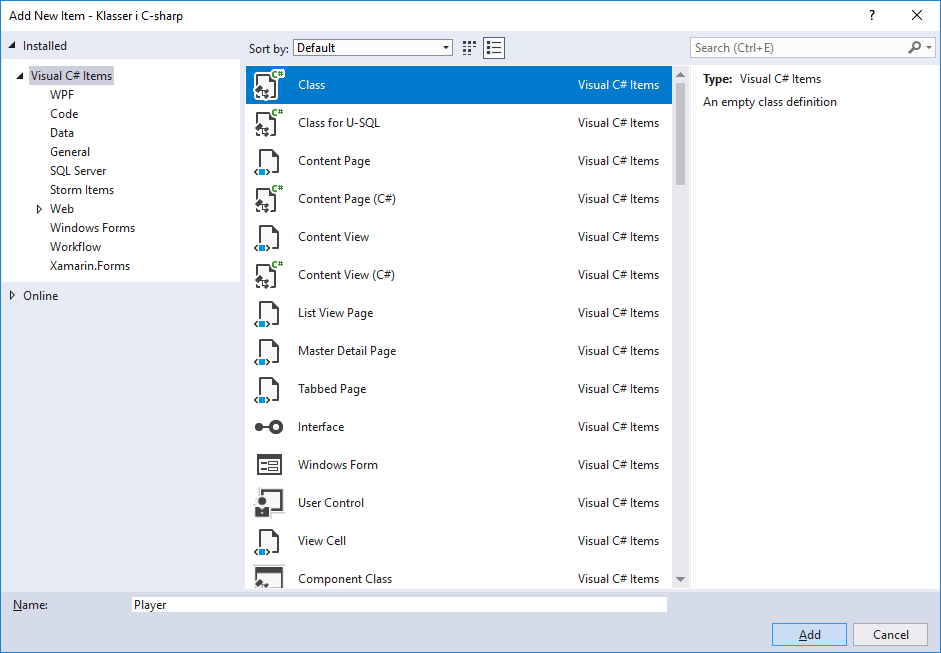 Add New Item - Klasser i C-sharp
? 
Installed
Sort by: Default
Search (Ctrl+E)
Visual C# Items
WPF
Code
Data
General
SQL Server
Storm Items
Web
Windows Forms
Workflow
Xamarin.Forms
Online
C# Class Visual C# Items
C# Class for U-SQL Visual C# Items
Content Page Visual C# Items
C# Content Page (C#) Visual C# Items
Content View Visual C# Items
C# Content View (C#) Visual C# Items
List View Page Visual C# Items
Master Detail Page Visual C# Items
Tabbed Page Visual C# Items
Interface Visual C# Items
Windows Form Visual C# Items
User Control Visual C# Items
View Cell Visual C# Items
Component Class Visual C# Items
Type: Visual C# Items
An empty class definition
Name: Player
Add Cancel